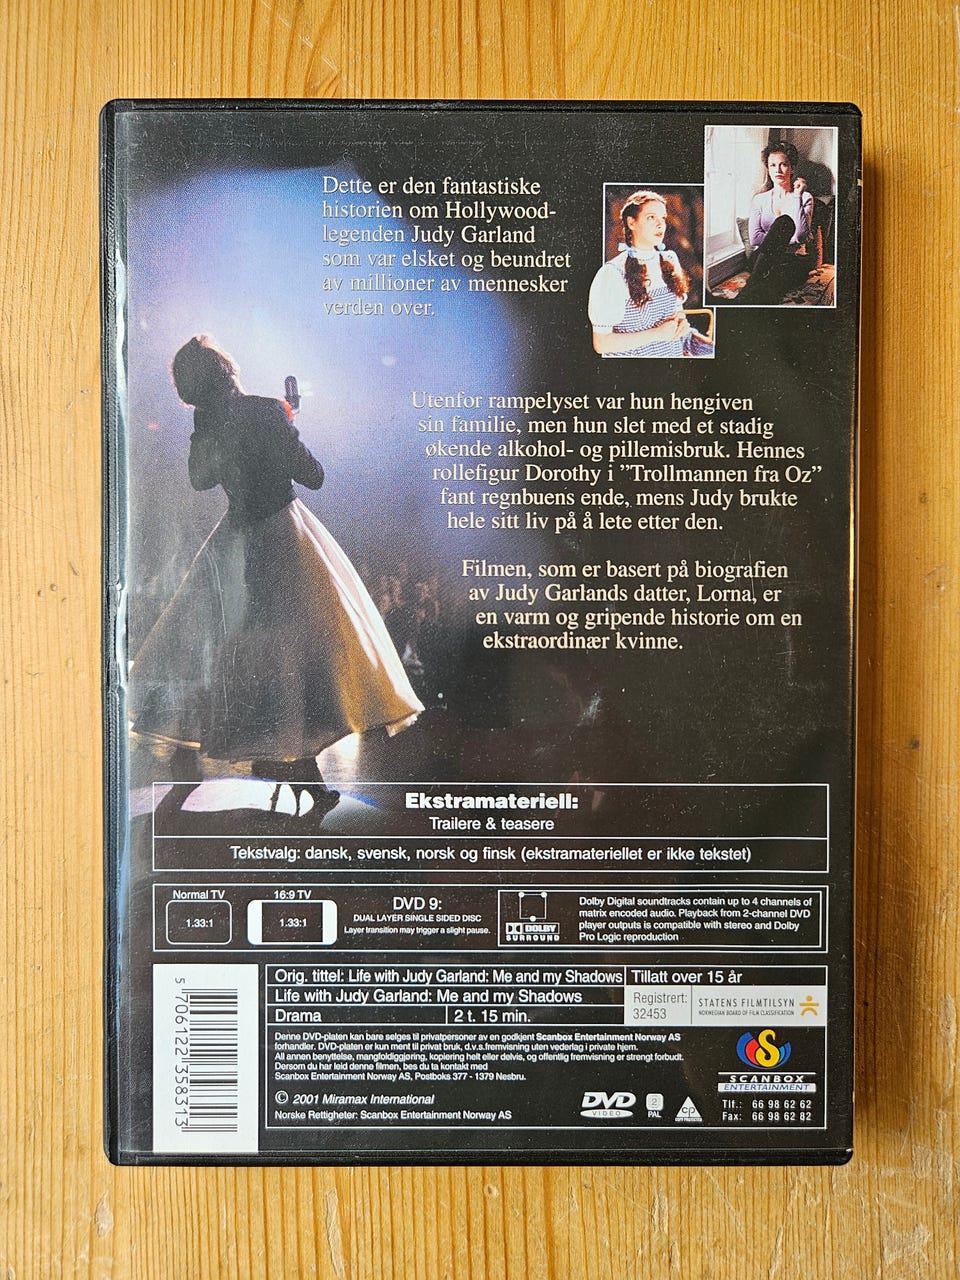 Dette er den fantastiske
historien om Hollywood-
legenden Judy Garland
som var elsket og beundret
av millioner av mennesker
verden over.
Utenfor rampelyset var hun hengiven
sin familie, men hun slet med et stadig
økende alkohol- og pillemisbruk. Hennes
rollefigur Dorothy i ”Trollmannen fra Oz”
fant regnbuens ende, mens Judy brukte
hele sitt liv på å lete etter den.
Filmen, som er basert på biografien
av Judy Garlands datter, Lorna, er
en varm og gripende historie om en
ekstraordinær kvinne.
Ekstramateriell:
Trailere & teasere
Tekstvalg: dansk, svensk, norsk og finsk (ekstramateriellet er ikke tekstet)
Normal TV
1.33:1
16:9 TV
1.33:1
DVD 9:
DUAL LAYER SINGLE SIDED DISC
Layer transition may trigger a slight pause.
DOLBY
SURROUND
Dolby Digital soundtracks contain up to 4 channels of
matrix encoded audio. Playback from 2-channel DVD
player outputs is compatible with stereo and Dolby
Pro Logic reproduction
5 706122 358313
Orig. tittel: Life with Judy Garland: Me and my Shadows
Tillatt over 15 år
Life with Judy Garland: Me and my Shadows
Drama
2 t. 15 min.
Registrert:
32453
STATENS FILMTILSYN
NORWEGIAN BOARD OF FILM CLASSIFICATION
Denne DVD-platen kan bare selges til privatpersoner av en godkjent Scanbox Entertainment Norway AS
forhandler. DVD-platen er kun ment til privat bruk, d.v.s.fremvisning uten vederlag i private hjem.
All annen benyttelse, mangfoldiggjøring, kopiering helt eller delvis, og offentlig fremvisning er strengt forbudt.
Dersom du har leid denne filmen, bes du ta kontakt med
Scanbox Entertainment Norway AS, Postboks 377 - 1379 Nesbru.
© 2001 Miramax International
Norske Rettigheter: Scanbox Entertainment Norway AS
DVD
VIDEO
2
PAL
CP
COPY PROTECTED
S
SCANBOX
ENTERTAINMENT
Tlf.: 66 98 62 62
Fax: 66 98 62 82